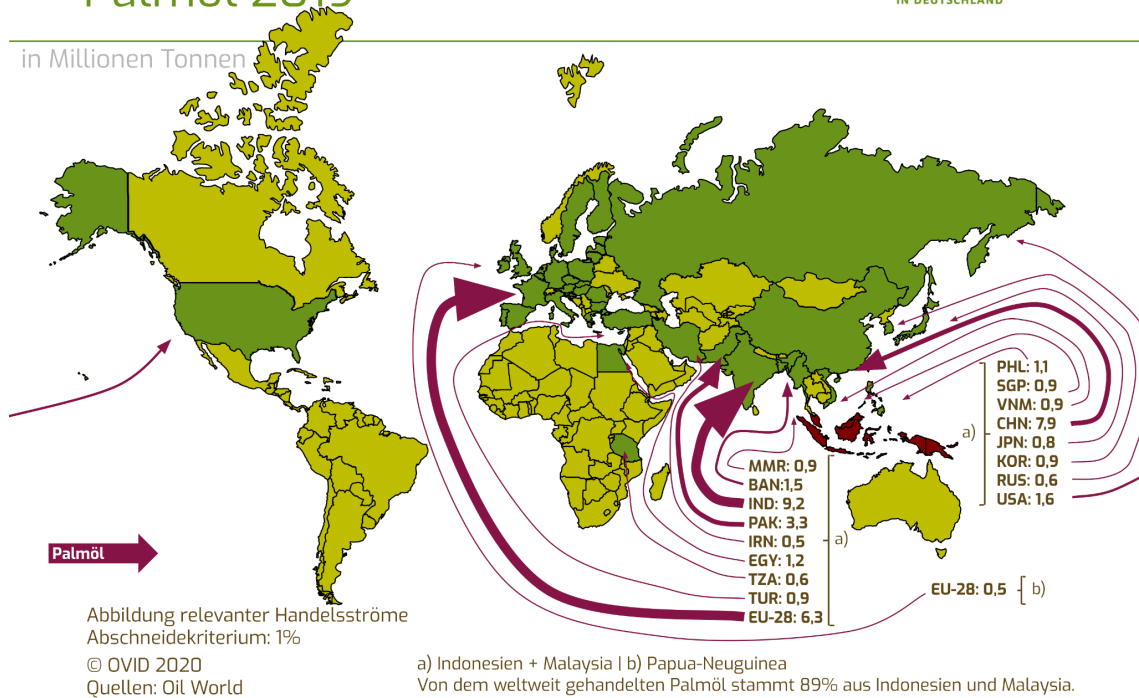 Palmöl 2019
IN DEUTSCHLAND
in Millionen Tonnen
PHL: 1,1
SGP: 0,9
VNM: 0,9
CHN: 7,9
a)
JPN: 0,8
KOR: 0,9
RUS: 0,6
USA: 1,6
MMR: 0,9
BAN:1,5
IND: 9,2
PAK: 3,3
IRN: 0,5
a)
EGY: 1,2
TZA: 0,6
TUR: 0,9
EU-28: 6,3
EU-28: 0,5
b)
Palmöl
Abbildung relevanter Handelsströme
Abschneidekriterium: 1%
© OVID 2020
Quellen: Oil World
a) Indonesien + Malaysia | b) Papua-Neuguinea
Von dem weltweit gehandelten Palmöl stammt 89% aus Indonesien und Malaysia.